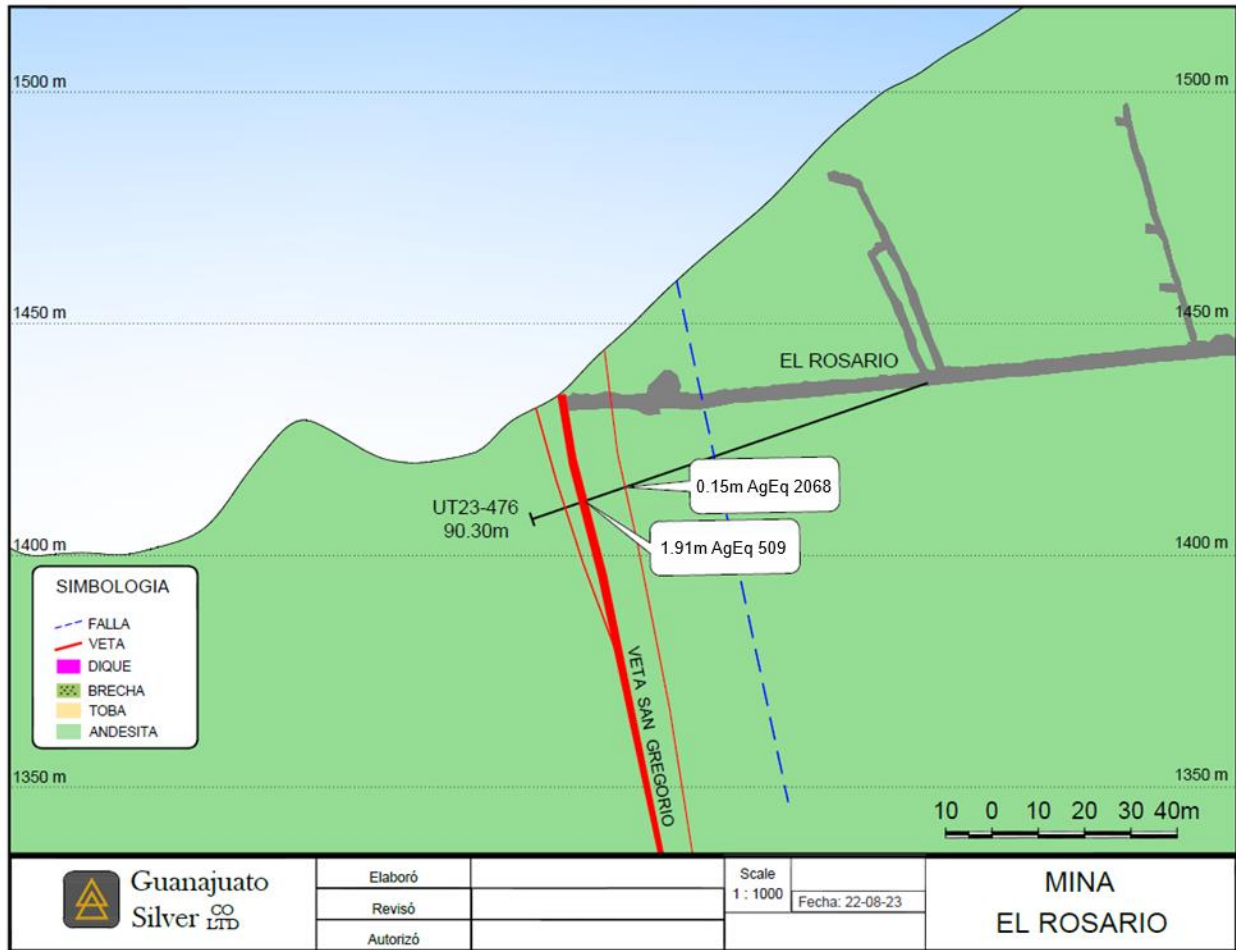 1500 m
1500 m
1450 m
1450 m
EL ROSARIO
0.15m AgEq 2068
UT23-476
90.30m
1.91m AgEq 509
1400 m
1400 m
SIMBOLOGIA
FALLA
VETA
DIQUE
BRECHA
TOBA
ANDESITA
VETA SAN GREGORIO
1350 m
1350 m
10 0 10 20 30 40m
Guanajuato
Silver CO LTD
Elaboró
Revisó
Autorizó
Scale
1 : 1000
Fecha: 22-08-23
MINA
EL ROSARIO